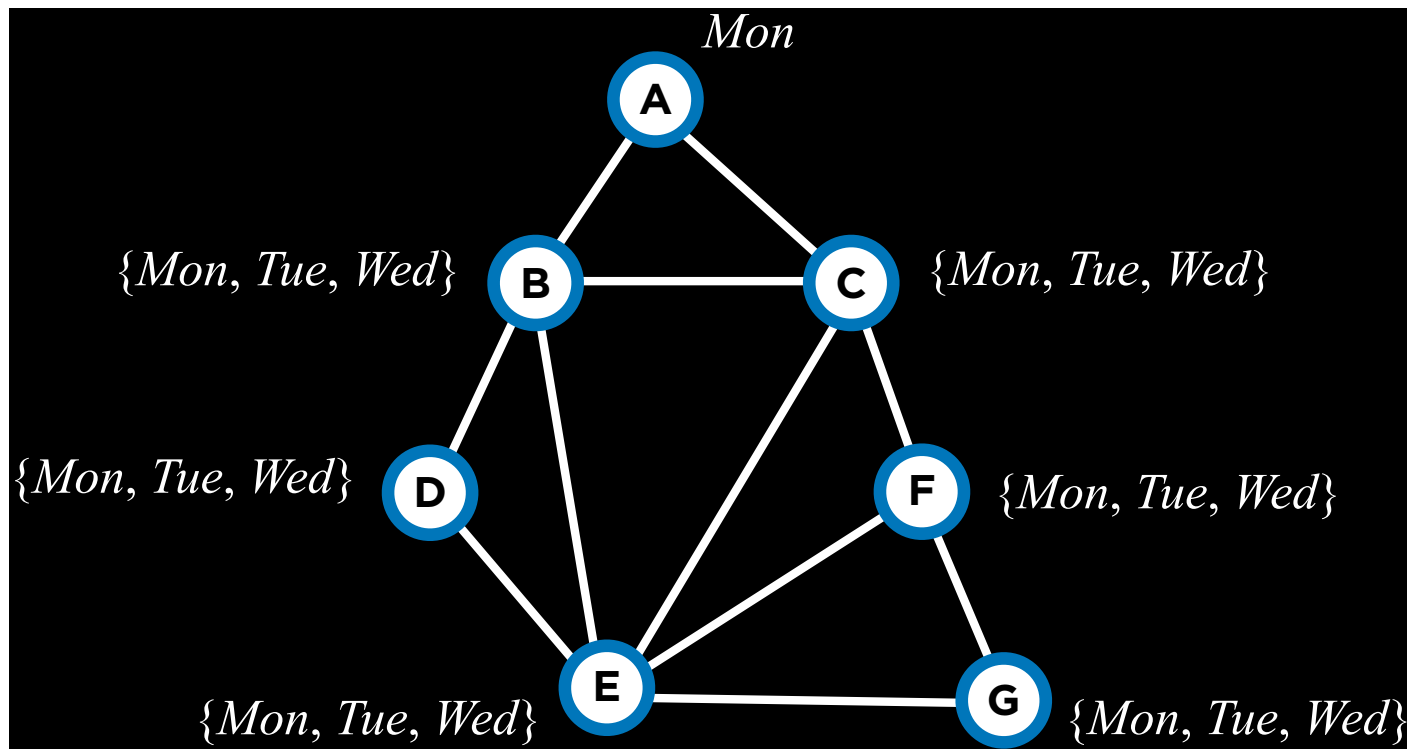 Mon
A
{Mon, Tue, Wed} B C {Mon, Tue, Wed}
{Mon, Tue, Wed} D F {Mon, Tue, Wed}
E
{Mon, Tue, Wed} G {Mon, Tue, Wed}